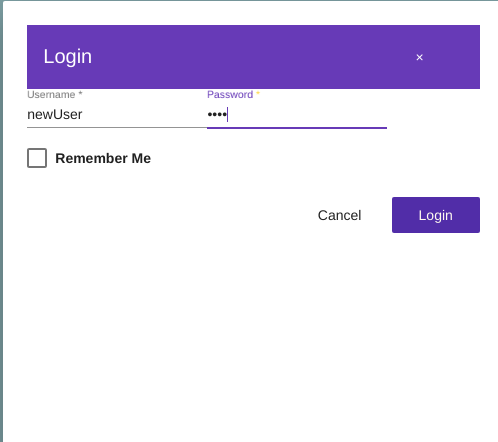 Login ×
Username * Password *
newUser ••••
Remember Me
Cancel Login